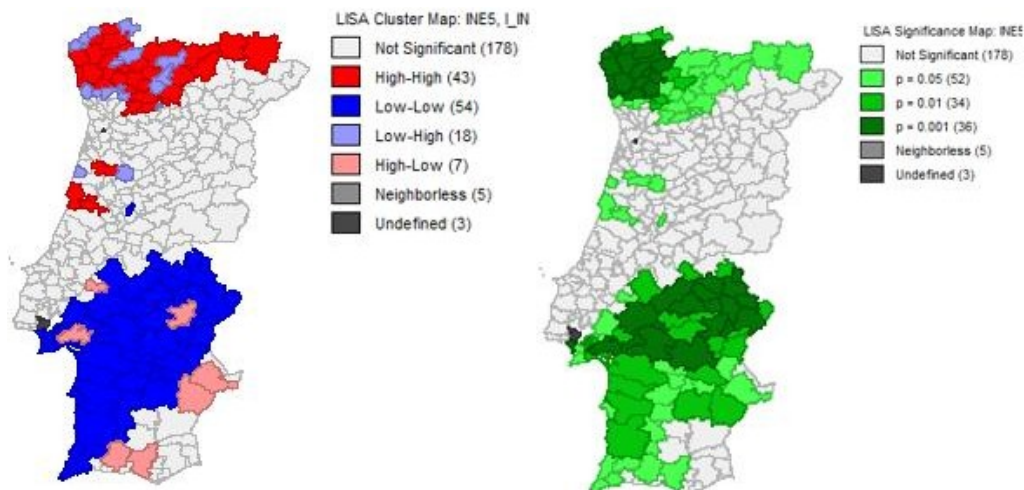 LISA Cluster Map: INE5, I_IN
Not Significant (178)
High-High (43)
Low-Low (54)
Low-High (18)
High-Low (7)
Neighborless (5)
Undefined (3)
LISA Significance Map: INE5
Not Significant (178)
p = 0.05 (52)
p = 0.01 (34)
p = 0.001 (36)
Neighborless (5)
Undefined (3)